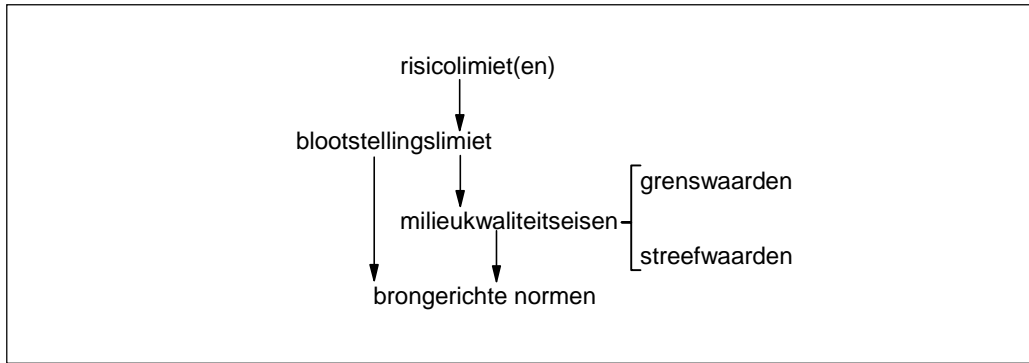 risicolimiet(en)
blootstellingslimiet
grenswaarden
milieukwaliteitseisen
streefwaarden
brongerichte normen